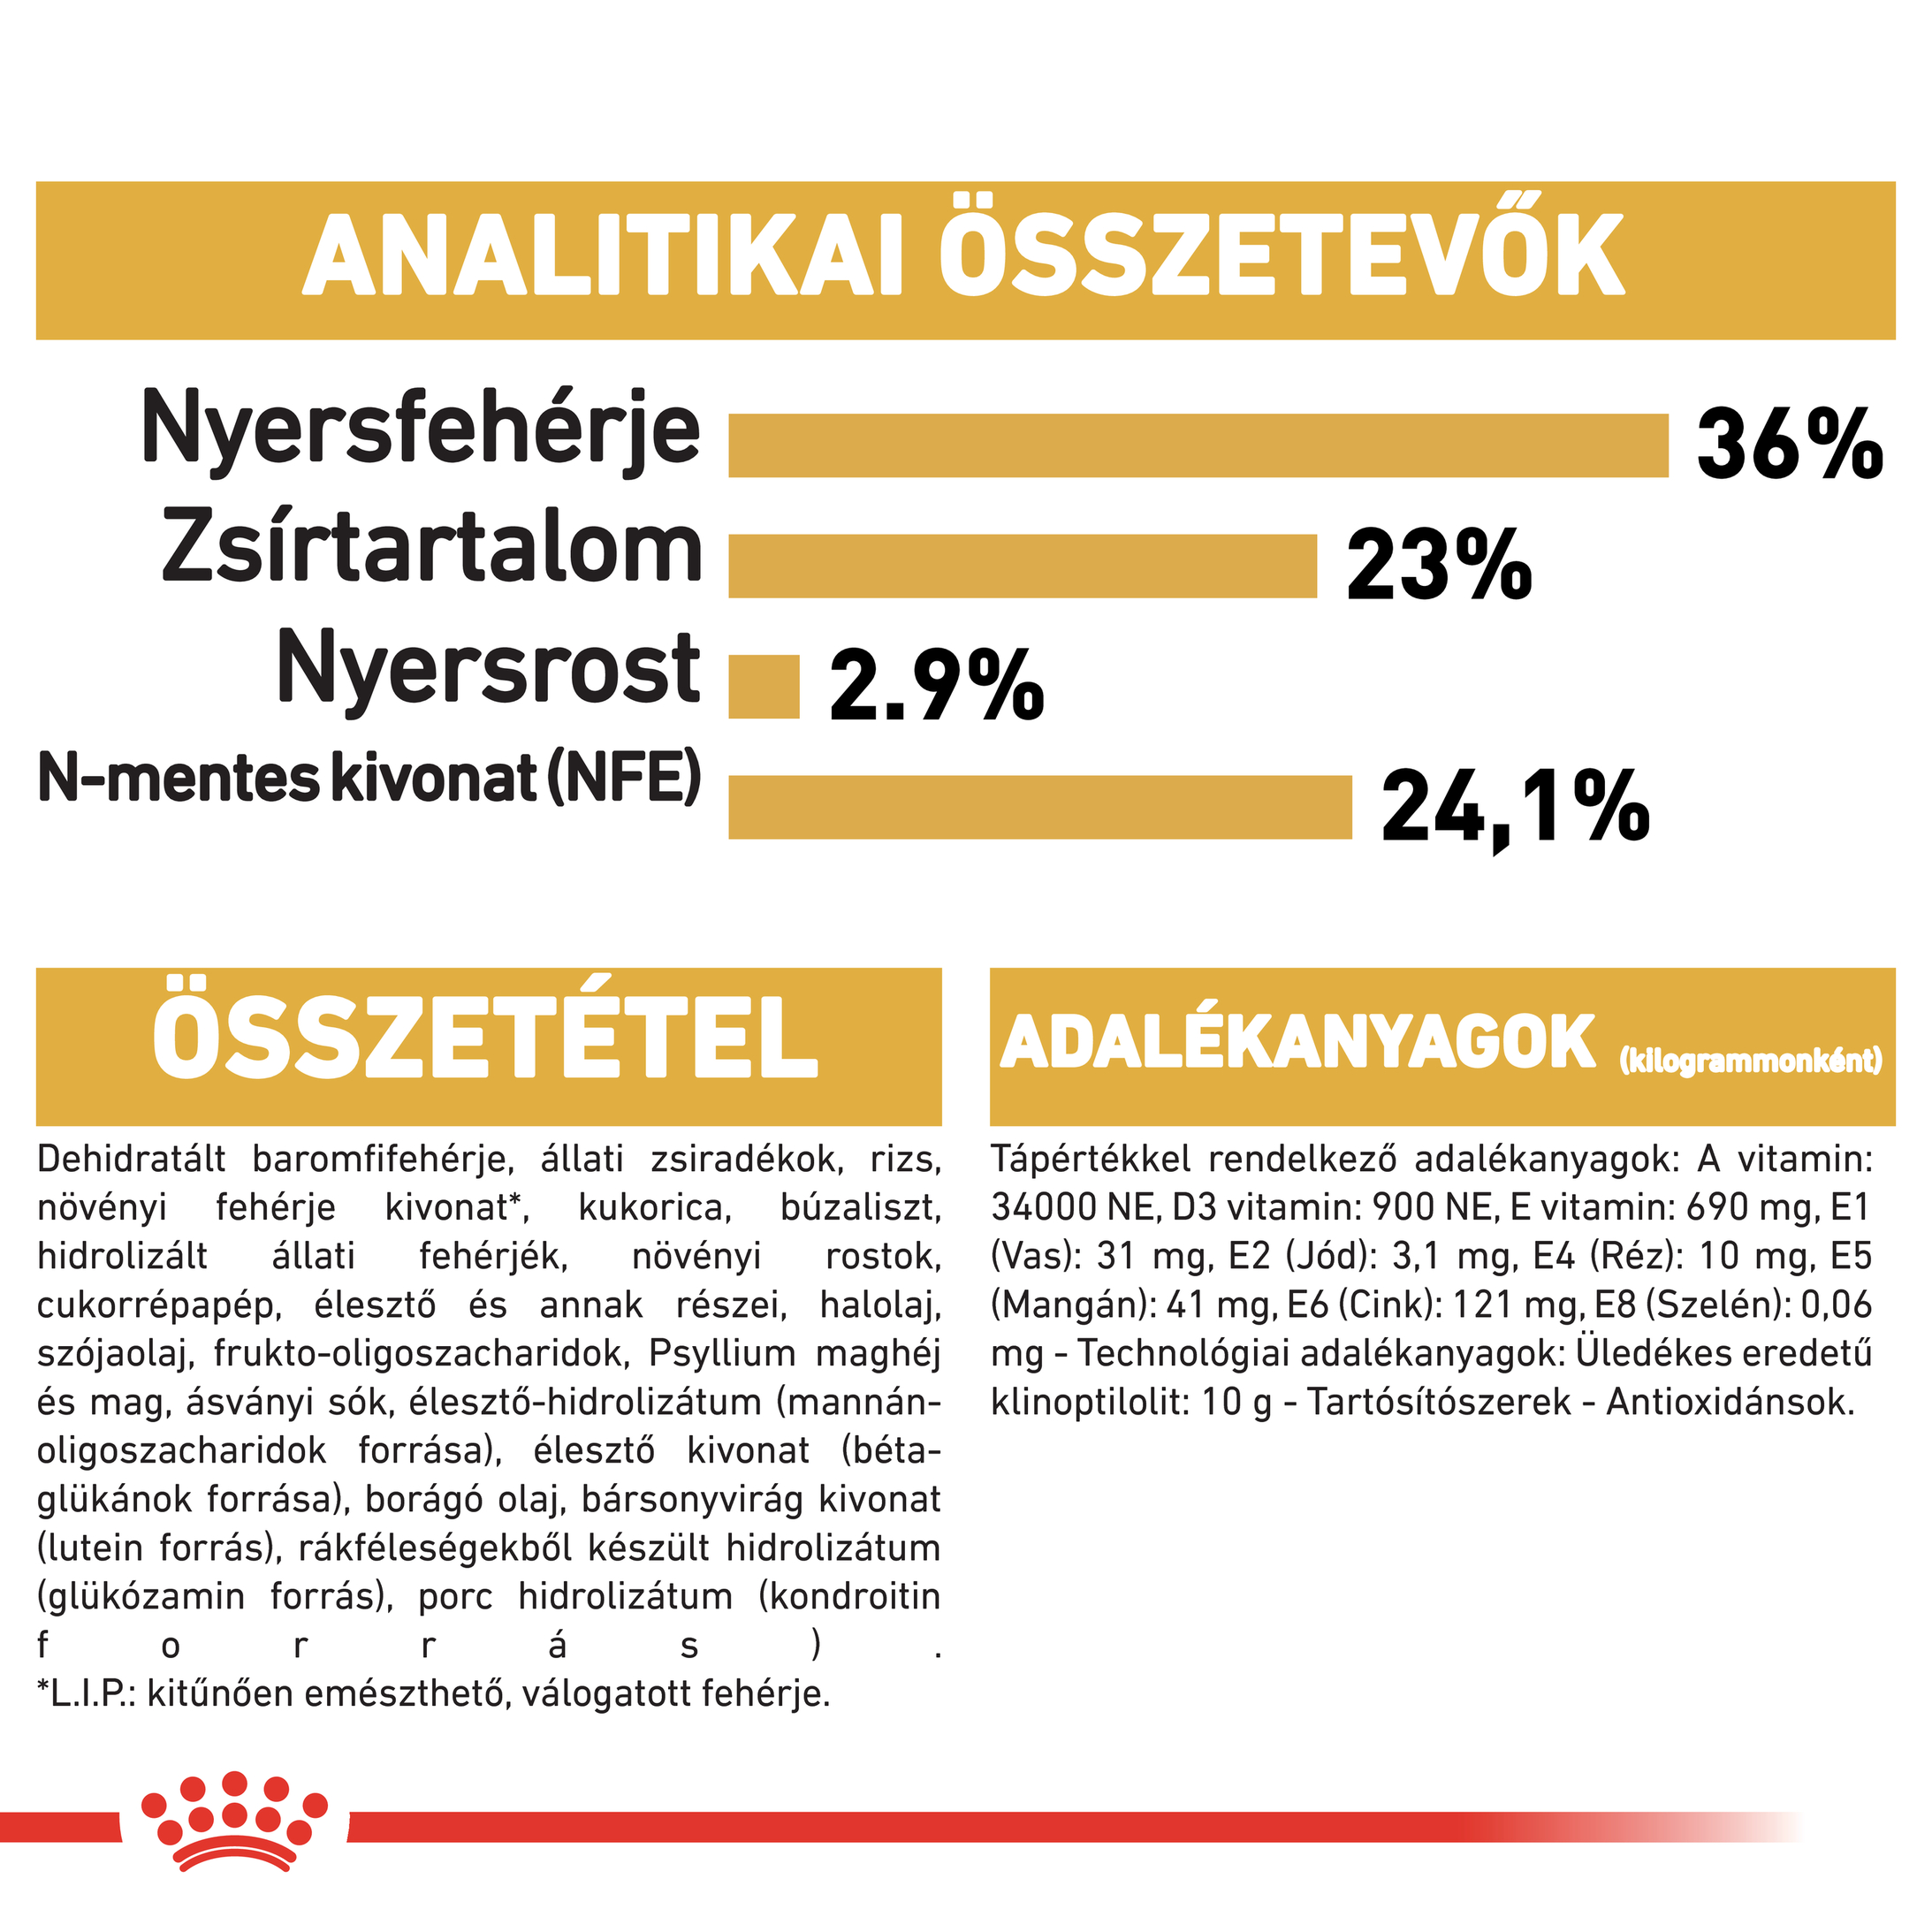 ANALITIKAI ÖSSZETEVŐK
Nyersfehérje 36%
Zsírtartalom 23%
Nyersrost 2.9%
N-mentes kivonat (NFE) 24,1%
ÖSSZETÉTEL
Dehidratált baromfifehérje, állati zsiradékok, rizs,
növényi fehérje kivonat*, kukorica, búzaliszt,
hidrolizált állati fehérjék, növényi rostok,
cukorrépapép, élesztő és annak részei, halolaj,
szójaolaj, frukto-oligoszacharidok, Psyllium maghéj
és mag, ásványi sók, élesztő-hidrolizátum (mannán-
oligoszacharidok forrása), élesztő kivonat (béta-
glükánok forrása), borágó olaj, bársonyvirág kivonat
(lutein forrás), rákféleségekből készült hidrolizátum
(glükózamin forrás), porc hidrolizátum (kondroitin
forrás).
*L.I.P.: kitűnően emészthető, válogatott fehérje.
ADALÉKANYAGOK (kilogrammonként)
Tápértékkel rendelkező adalékanyagok: A vitamin:
34000 NE, D3 vitamin: 900 NE, E vitamin: 690 mg, E1
(Vas): 31 mg, E2 (Jód): 3,1 mg, E4 (Réz): 10 mg, E5
(Mangán): 41 mg, E6 (Cink): 121 mg, E8 (Szelén): 0,06
mg - Technológiai adalékanyagok: Üledékes eredetű
klinoptilolit: 10 g - Tartósítószerek - Antioxidánsok.